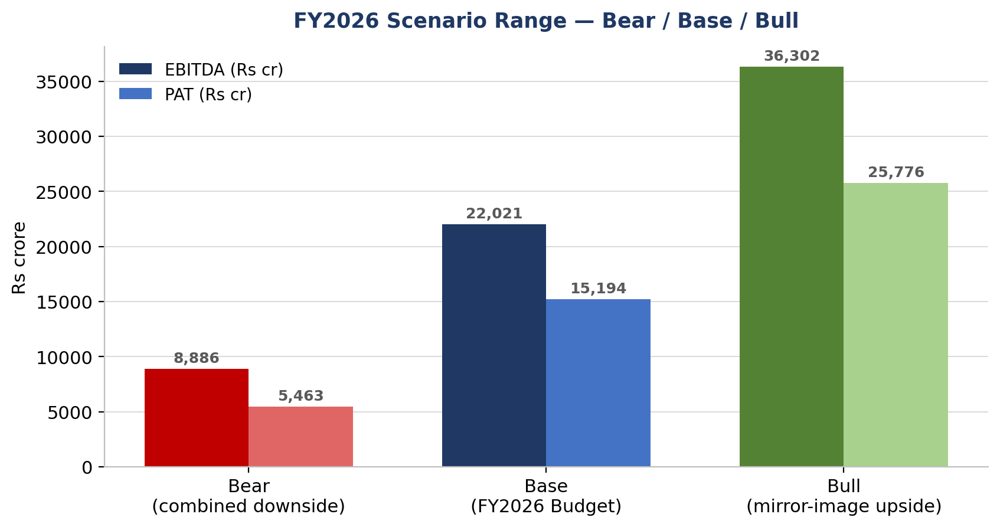 FY2026 Scenario Range — Bear / Base / Bull
EBITDA (Rs cr)
PAT (Rs cr)
Rs crore
35000
30000
25000
20000
15000
10000
5000
0
8,886
5,463
22,021
15,194
36,302
25,776
Bear
(combined downside)
Base
(FY2026 Budget)
Bull
(mirror-image upside)